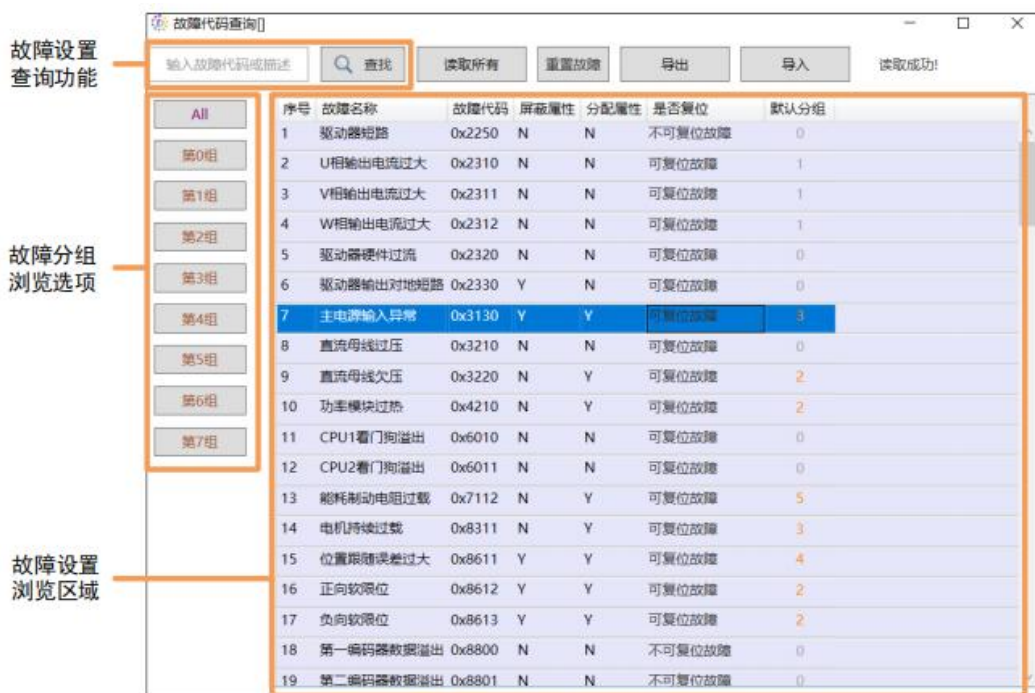 故障代码查询[]
故障设置
查询功能
输入故障代码或描述 查找 读取所有 重置故障 导出 导入 读取成功!
故障分组
浏览选项
All
第0组
第1组
第2组
第3组
第4组
第5组
第6组
第7组
故障设置
浏览区域
序号 故障名称 故障代码 屏蔽属性 分配属性 是否复位 默认分组
1 驱动器短路 0x2250 N N 不可复位故障 0
2 U相输出电流过大 0x2310 N N 可复位故障 1
3 V相输出电流过大 0x2311 N N 可复位故障 1
4 W相输出电流过大 0x2312 N N 可复位故障 1
5 驱动器硬件过流 0x2320 N N 可复位故障 0
6 驱动器输出对地短路 0x2330 Y N 可复位故障 0
7 主电源输入异常 0x3130 Y Y 可复位故障 3
8 直流母线过压 0x3210 N N 可复位故障 0
9 直流母线欠压 0x3220 N Y 可复位故障 2
10 功率模块过热 0x4210 N Y 可复位故障 2
11 CPU1看门狗溢出 0x6010 N N 可复位故障 0
12 CPU2看门狗溢出 0x6011 N N 可复位故障 0
13 能耗制动电阻过载 0x7112 N Y 可复位故障 5
14 电机持续过载 0x8311 N Y 可复位故障 3
15 位置跟随误差过大 0x8611 Y Y 可复位故障 4
16 正向软限位 0x8612 Y Y 可复位故障 2
17 负向软限位 0x8613 Y Y 可复位故障 2
18 第一编码器数据溢出 0x8800 N N 不可复位故障 0
19 第二编码器数据溢出 0x8801 N N 不可复位故障 0